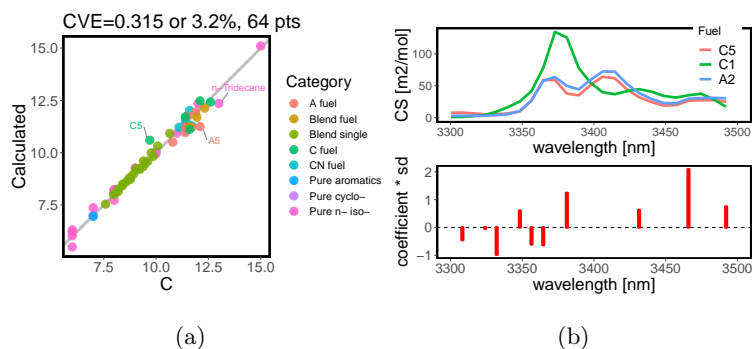 CVE=0.315 or 3.2%, 64 pts
Calculated
15.0
12.5
10.0
7.5
7.5
10.0
12.5
15.0
C
n−Tridecane
C5
A5
Category
A fuel
Blend fuel
Blend single
C fuel
CN fuel
Pure aromatics
Pure cyclo−
Pure n− iso−
(a)
CS [m2/mol]
100
50
0
3300
3350
3400
3450
3500
wavelength [nm]
Fuel
C5
C1
A2
coefficient * sd
2
1
0
−1
3300
3350
3400
3450
3500
wavelength [nm]
(b)